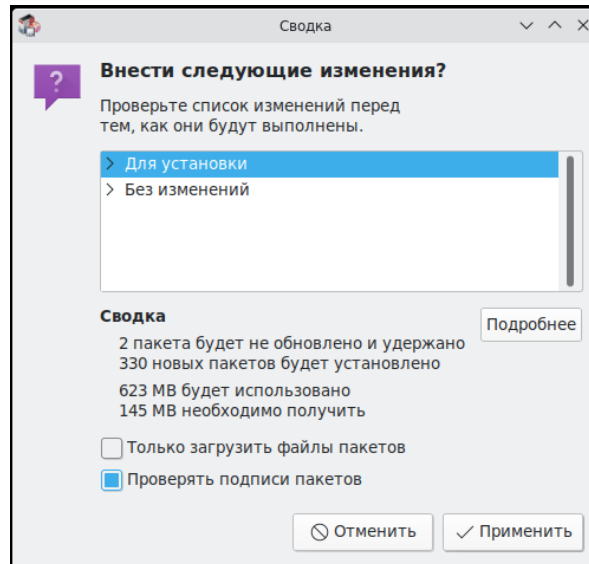 Сводка
Внести следующие изменения?
Проверьте список изменений перед
тем, как они будут выполнены.
Для установки
Без изменений
Сводка
Подробнее
2 пакета будет не обновлено и удержано
330 новых пакетов будет установлено
623 MB будет использовано
145 MB необходимо получить
Только загрузить файлы пакетов
Проверять подписи пакетов
Отменить
Применить